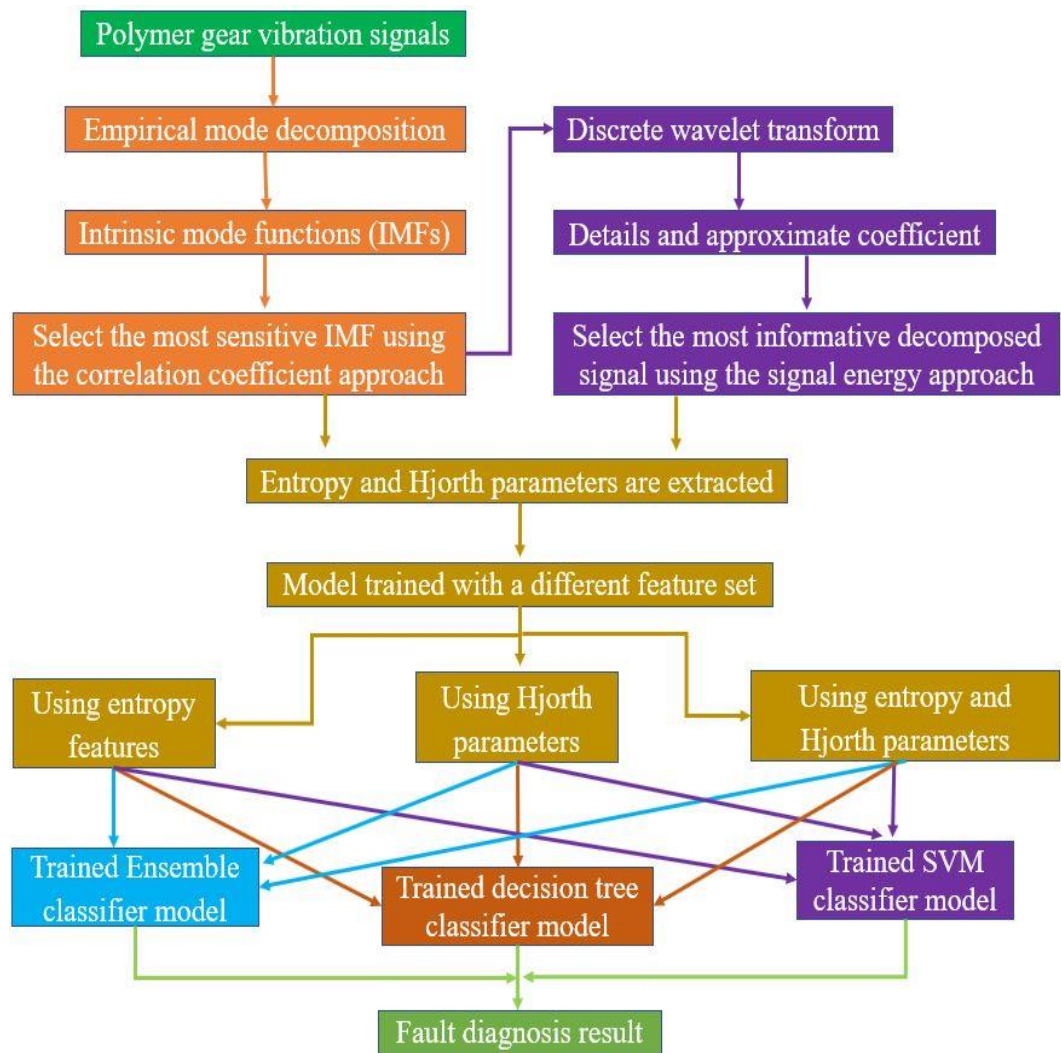 Polymer gear vibration signals
Empirical mode decomposition
Intrinsic mode functions (IMFs)
Select the most sensitive IMF using
the correlation coefficient approach
Discrete wavelet transform
Details and approximate coefficient
Select the most informative decomposed
signal using the signal energy approach
Entropy and Hjorth parameters are extracted
Model trained with a different feature set
Using entropy
features
Using Hjorth
parameters
Using entropy and
Hjorth parameters
Trained Ensemble
classifier model
Trained decision tree
classifier model
Trained SVM
classifier model
Fault diagnosis result